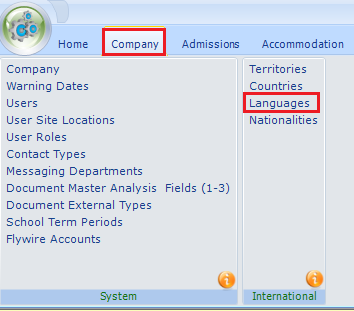 Home Company Admissions Accommodation
Company
Warning Dates
Users
User Site Locations
User Roles
Contact Types
Messaging Departments
Document Master Analysis Fields (1-3)
Document External Types
School Term Periods
Flywire Accounts
System
Territories
Countries
Languages
Nationalities
International